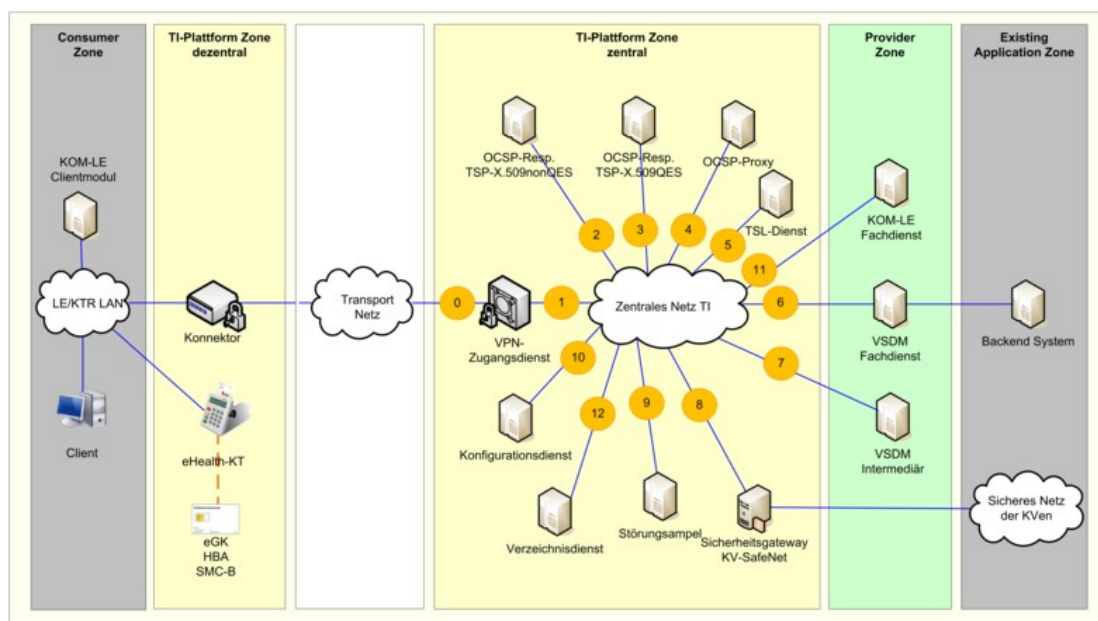 Consumer
Zone
TI-Plattform Zone
dezentral
TI-Plattform Zone
zentral
Provider
Zone
Existing
Application Zone
KOM-LE
Clientmodul
LE/KTR LAN
Client
Konnektor
eHealth-KT
eGK
HBA
SMC-B
Transport
Netz
0
VPN-
Zugangsdienst
1
OCSP-Resp.
TSP-X.509nonQES
OCSP-Resp.
TSP-X.509QES
OCSP-Proxy
TSL-Dienst
2
3
4
5
11
Zentrales Netz TI
6
7
10
12
9
8
Konfigurationsdienst
Verzeichnisdienst
Störungsampel
Sicherheitsgateway
KV-SafeNet
KOM-LE
Fachdienst
VSDM
Fachdienst
VSDM
Intermediär
Backend System
Sicheres Netz
der KVen